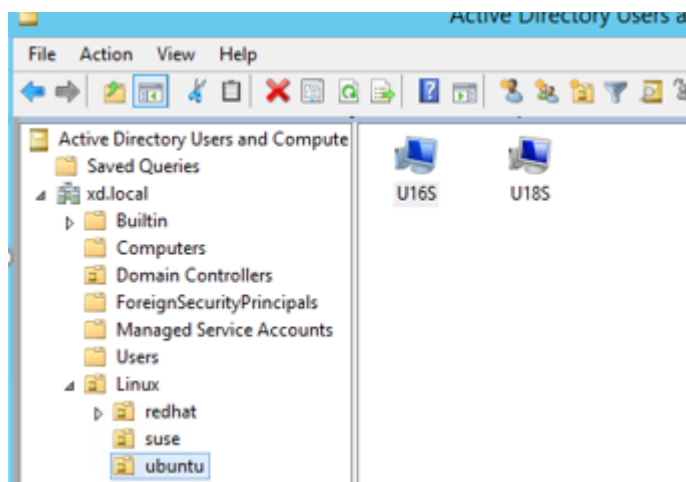 Active Directory Users a
File Action View Help
Active Directory Users and Compute
Saved Queries
xd.local
Builtin
Computers
Domain Controllers
ForeignSecurityPrincipals
Managed Service Accounts
Users
Linux
redhat
suse
ubuntu
U16S
U18S